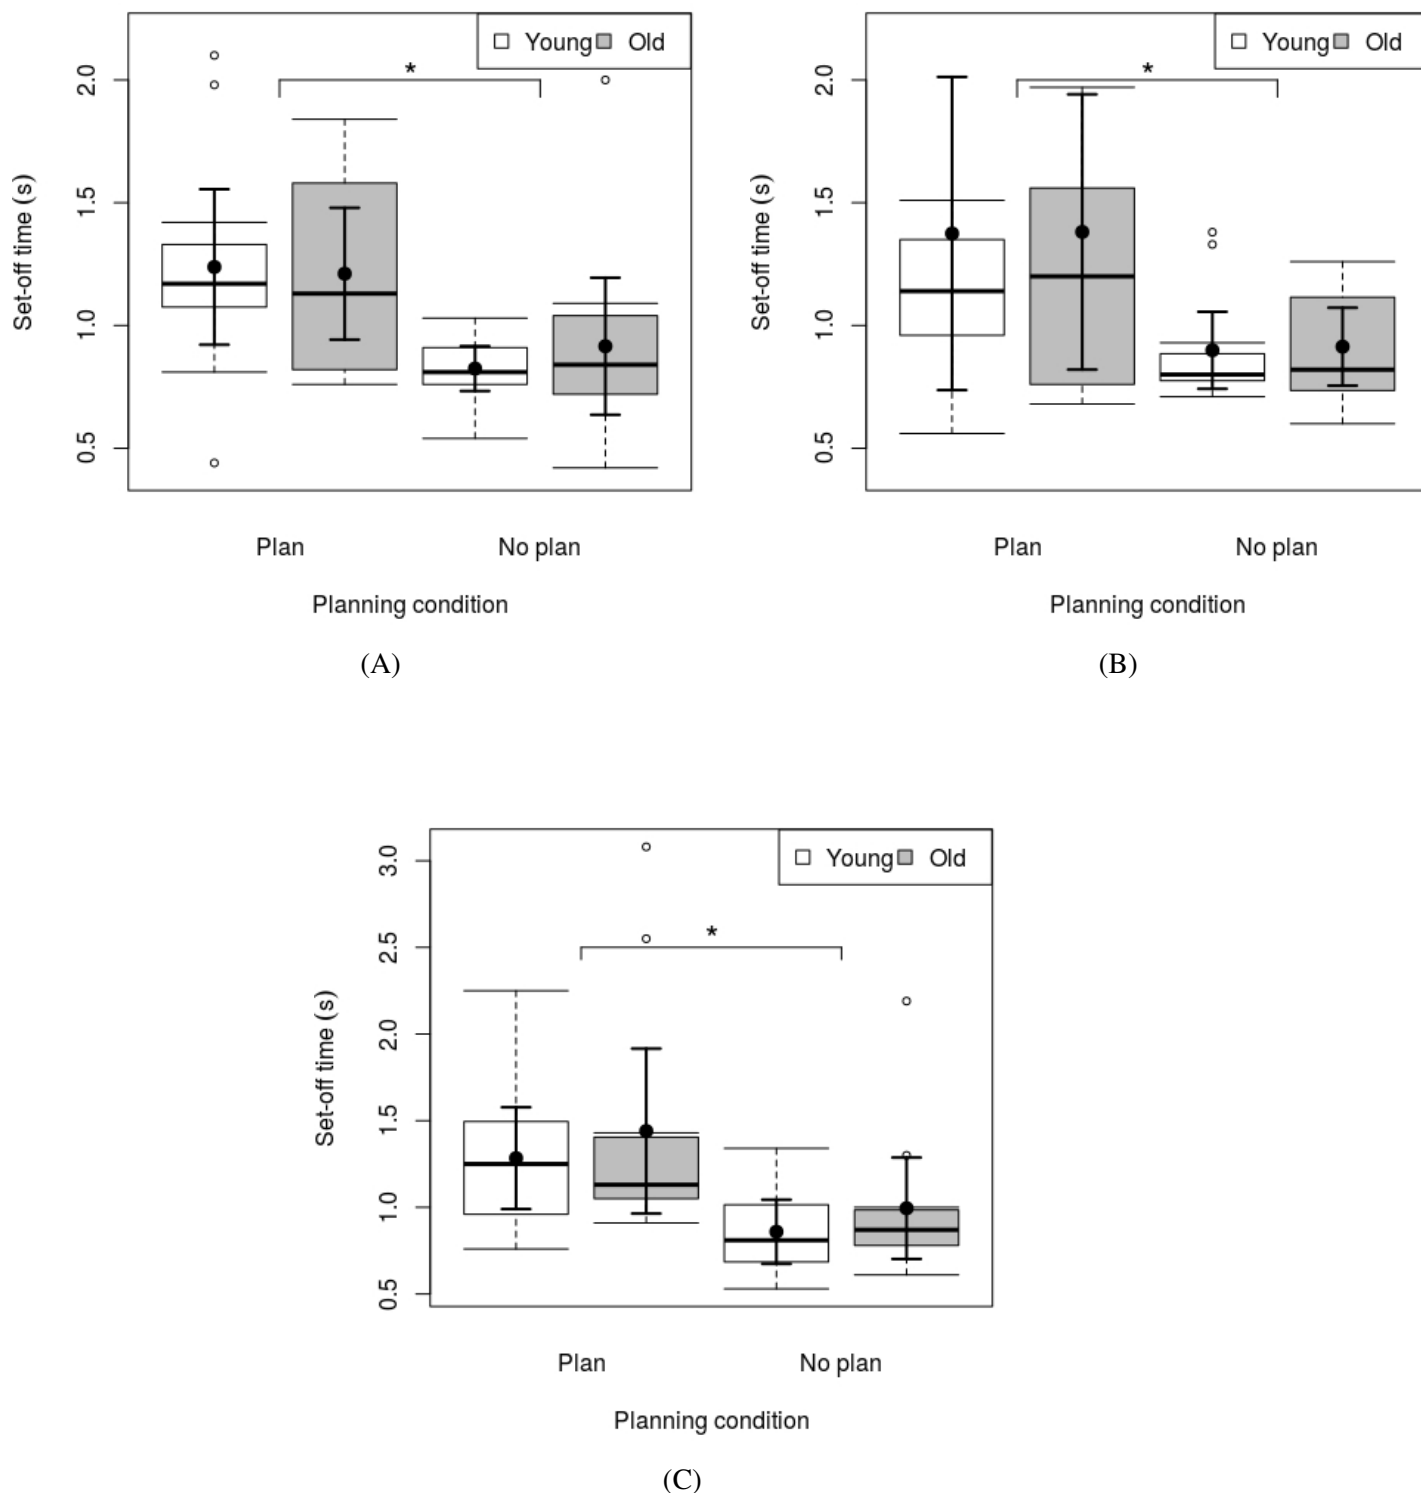 Young Old
*
2.0
1.5
1.0
0.5
Set-off time (s)
Plan No plan
Planning condition
(A)
Young Old
*
2.0
1.5
1.0
0.5
Set-off time (s)
Plan No plan
Planning condition
(B)
Young Old
*
3.0
2.5
2.0
1.5
1.0
0.5
Set-off time (s)
Plan No plan
Planning condition
(C)